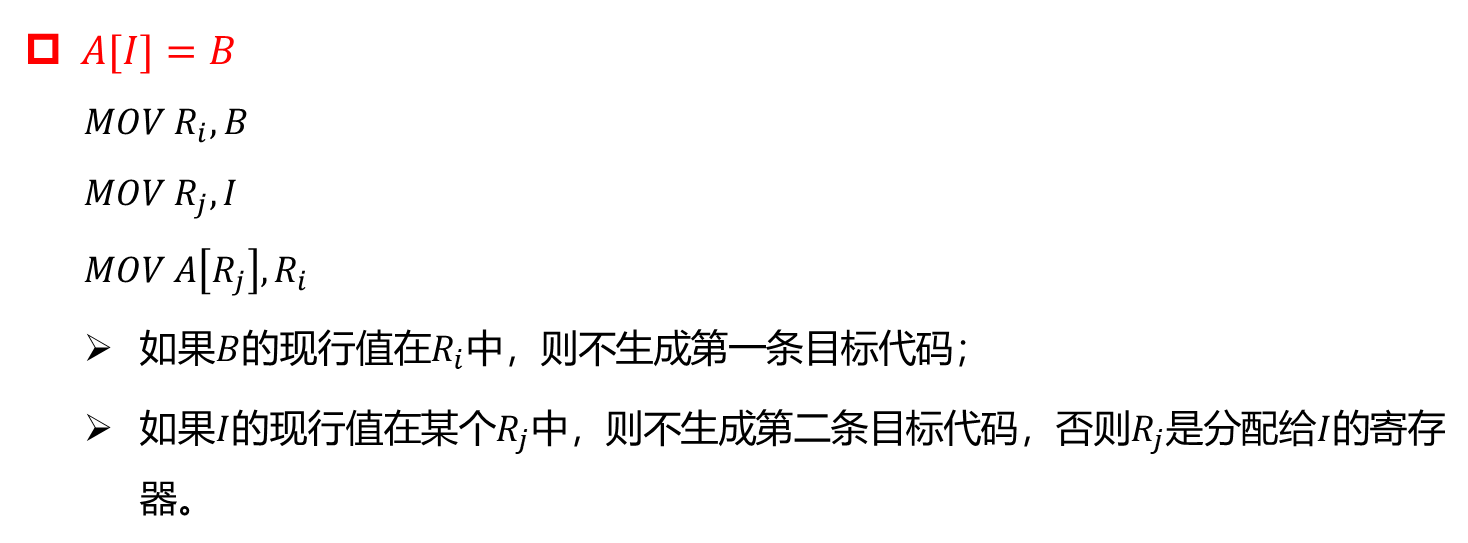 A[I] = B
MOV Rᵢ, B
MOV Rⱼ, I
MOV A[Rⱼ], Rᵢ
如果B的现行值在Rᵢ中，则不生成第一条目标代码；
如果I的现行值在某个Rⱼ中，则不生成第二条目标代码，否则Rⱼ是分配给I的寄存
器。